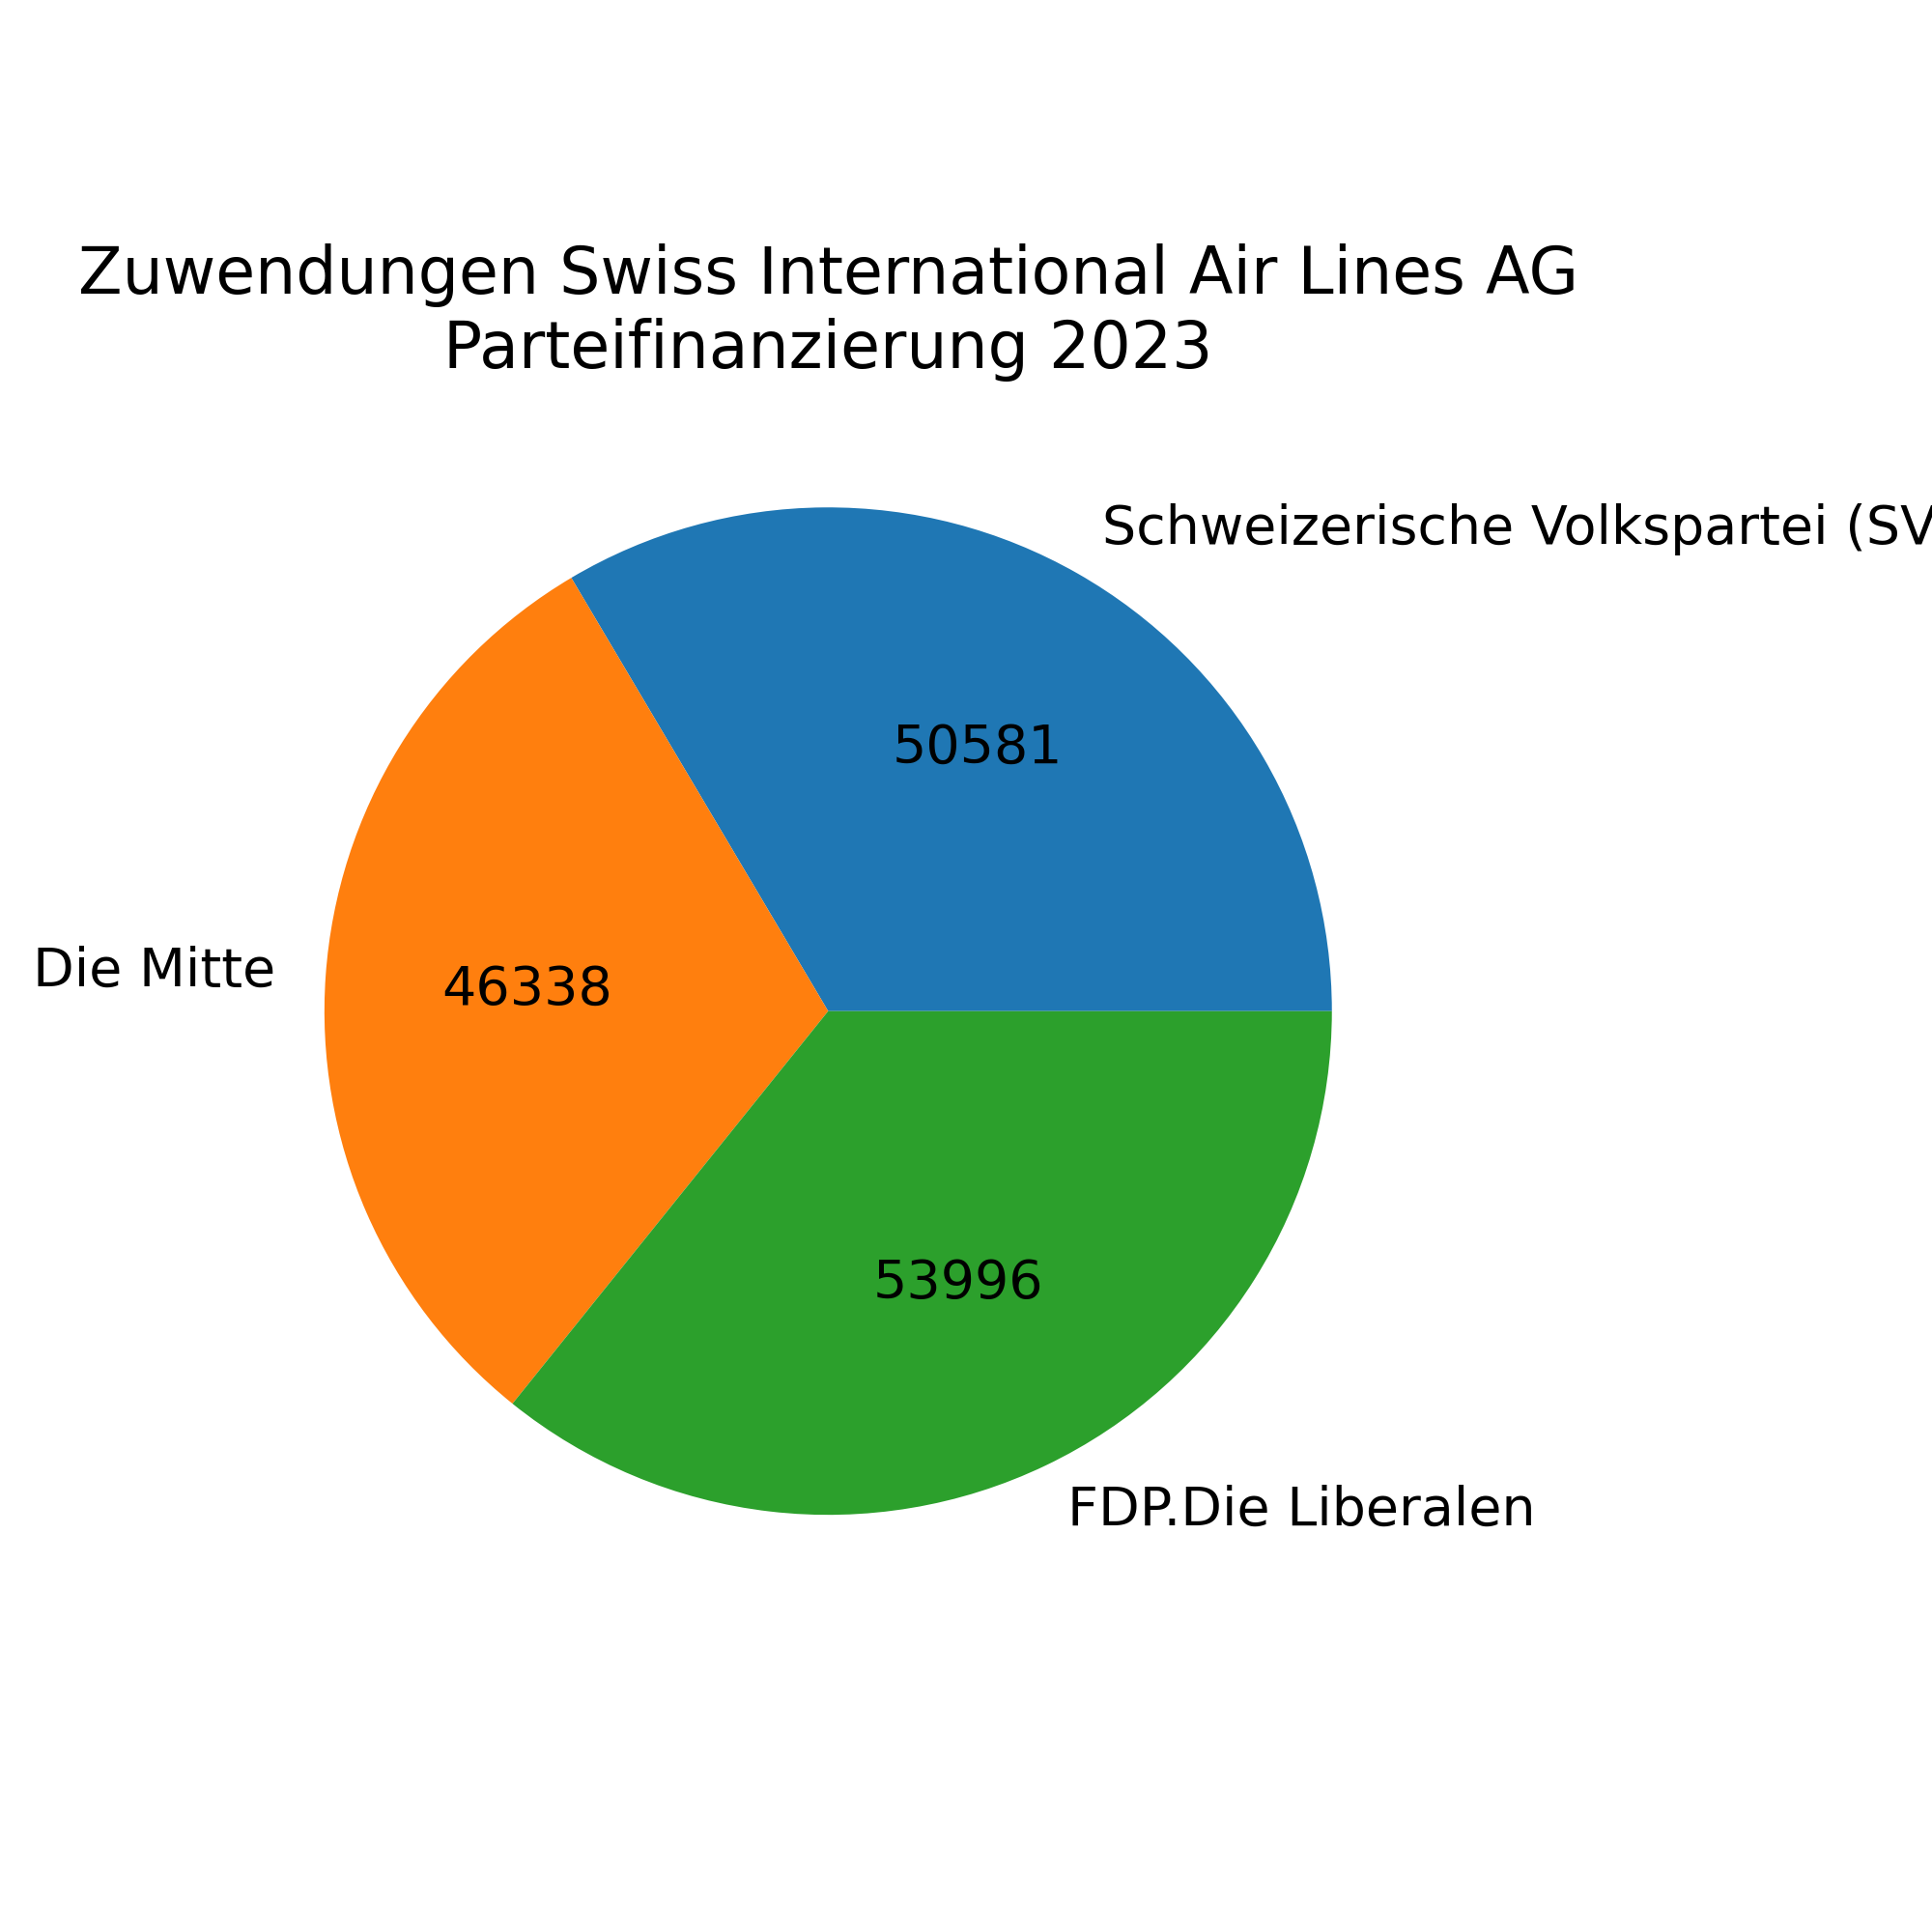 Zuwendungen Swiss International Air Lines AG
Parteifinanzierung 2023
Schweizerische Volkspartei (SV
50581
Die Mitte
46338
53996
FDP.Die Liberalen